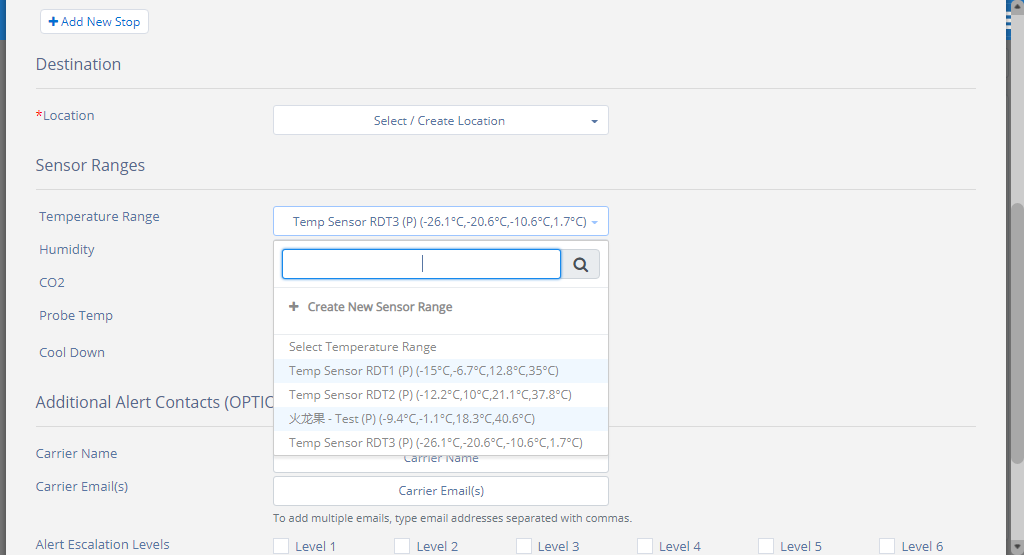 Add New Stop
Destination
*Location
Select / Create Location
Sensor Ranges
Temperature Range
Temp Sensor RDT3 (P) (-26.1°C,-20.6°C,-10.6°C,1.7°C)
Humidity
CO2
Create New Sensor Range
Probe Temp
Select Temperature Range
Cool Down
Temp Sensor RDT1 (P) (-15°C,-6.7°C,12.8°C,35°C)
Temp Sensor RDT2 (P) (-12.2°C,10°C,21.1°C,37.8°C)
Additional Alert Contacts (OPTIO
火龙果 - Test (P) (-9.4°C,-1.1°C,18.3°C,40.6°C)
Temp Sensor RDT3 (P) (-26.1°C,-20.6°C,-10.6°C,1.7°C)
Carrier Name
Carrier Name
Carrier Email(s)
Carrier Email(s)
To add multiple emails, type email addresses separated with commas.
Alert Escalation Levels
Level 1
Level 2
Level 3
Level 4
Level 5
Level 6